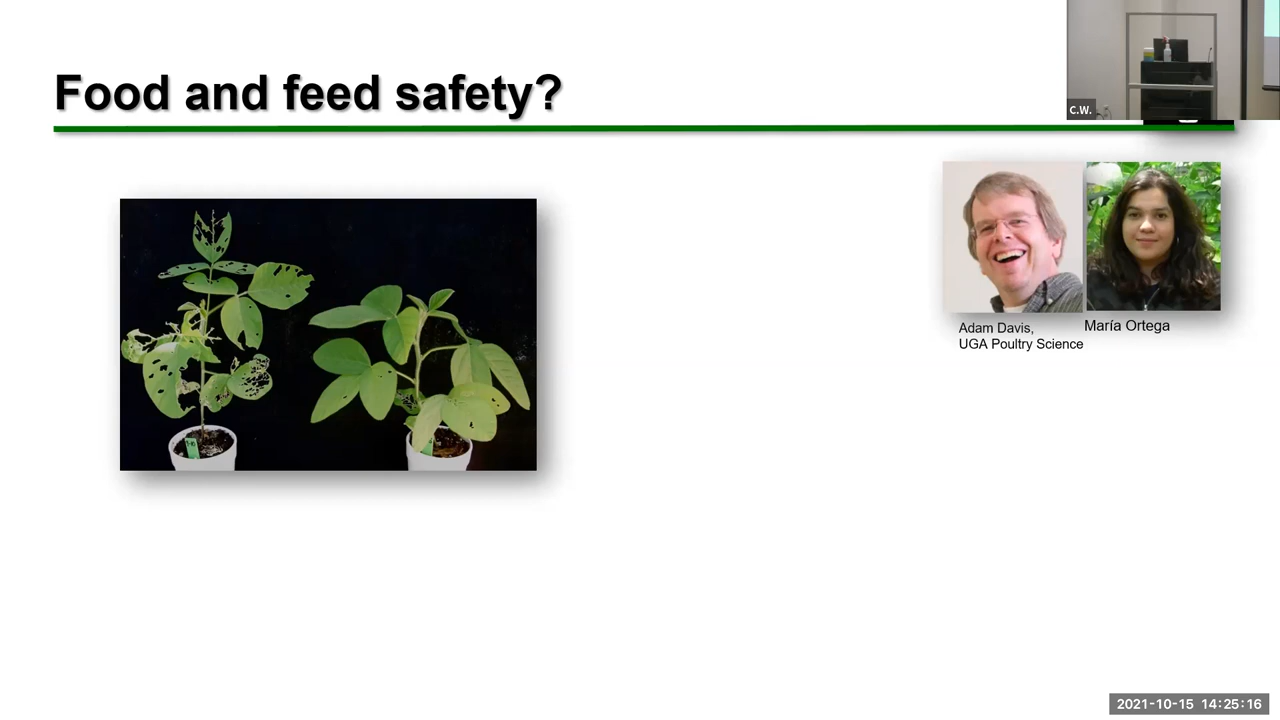 Food and feed safety?
C.W.
Adam Davis,
UGA Poultry Science
María Ortega
2021-10-15 14:25:16